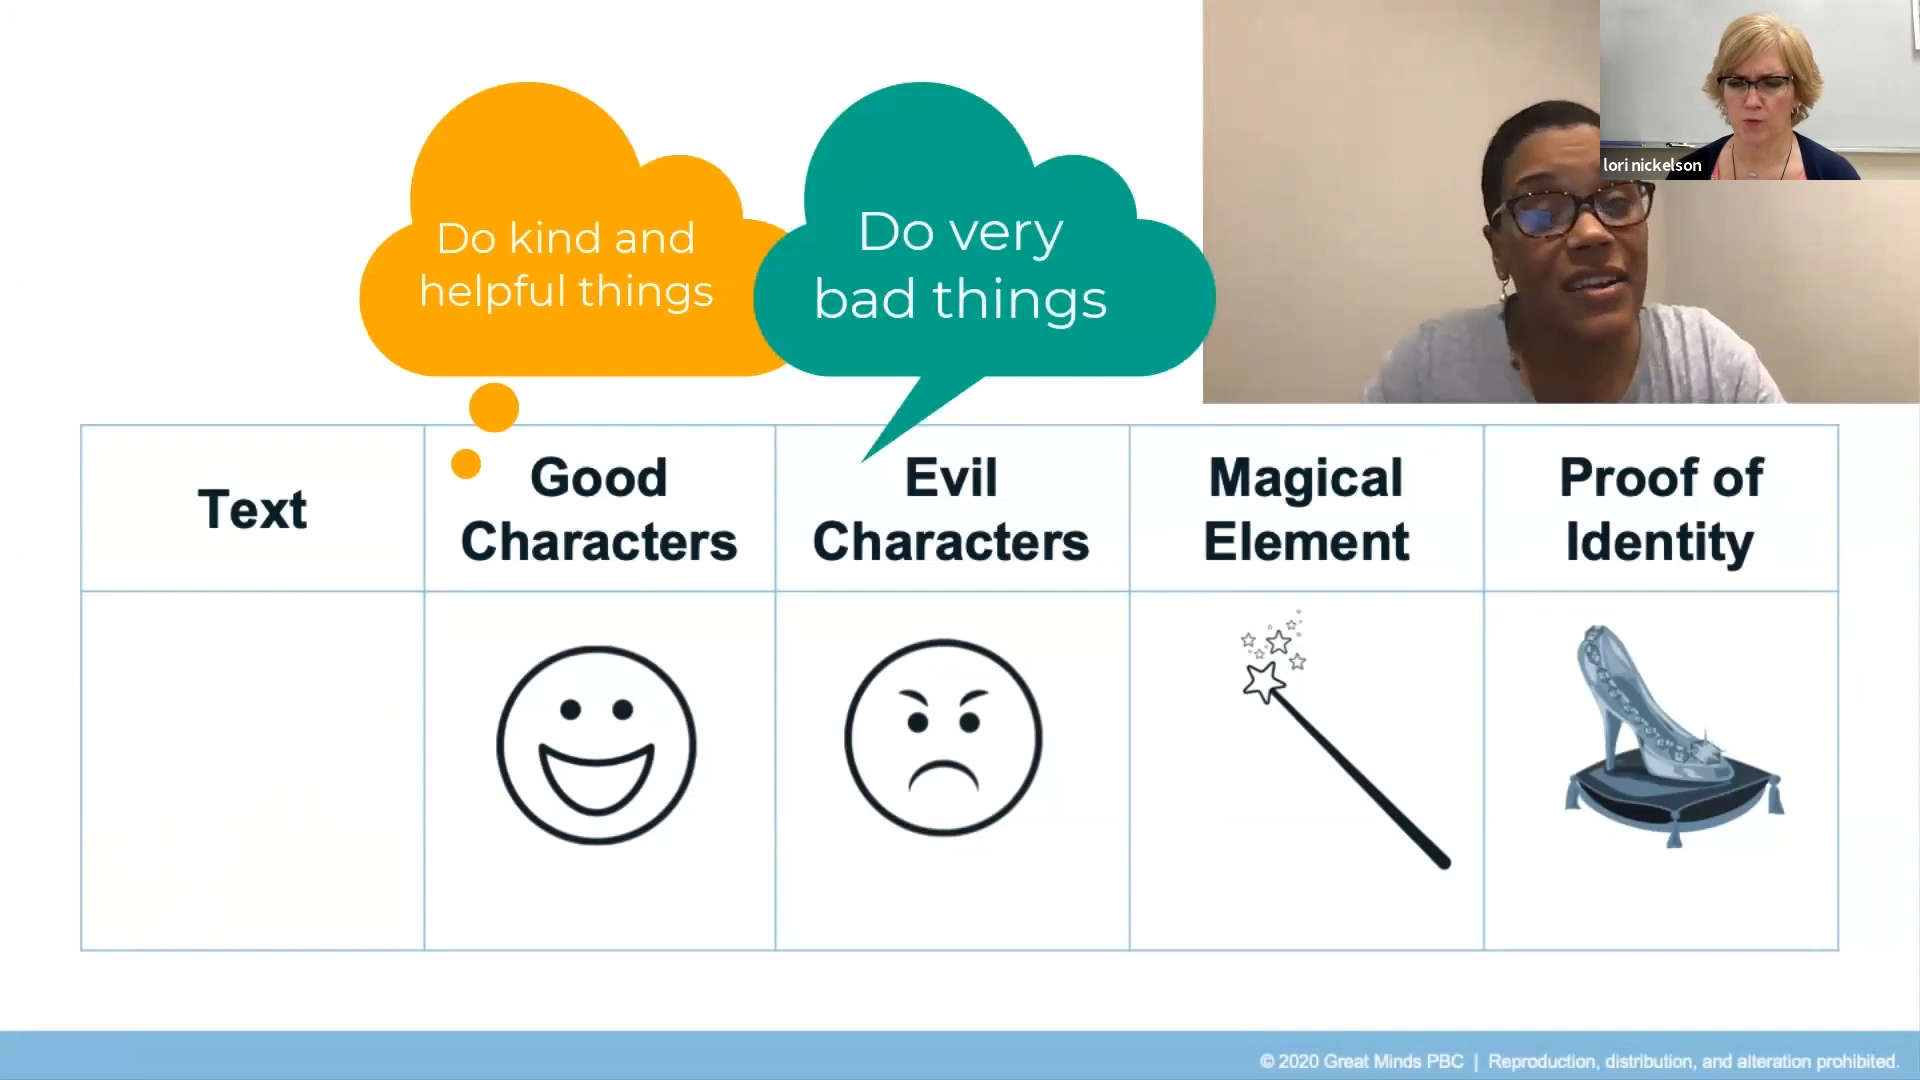 lori nickelson
Do kind and
helpful things
Do very
bad things
Text
Good
Characters
Evil
Characters
Magical
Element
Proof of
Identity
© 2020 Great Minds PBC | Reproduction, distribution, and alteration prohibited.